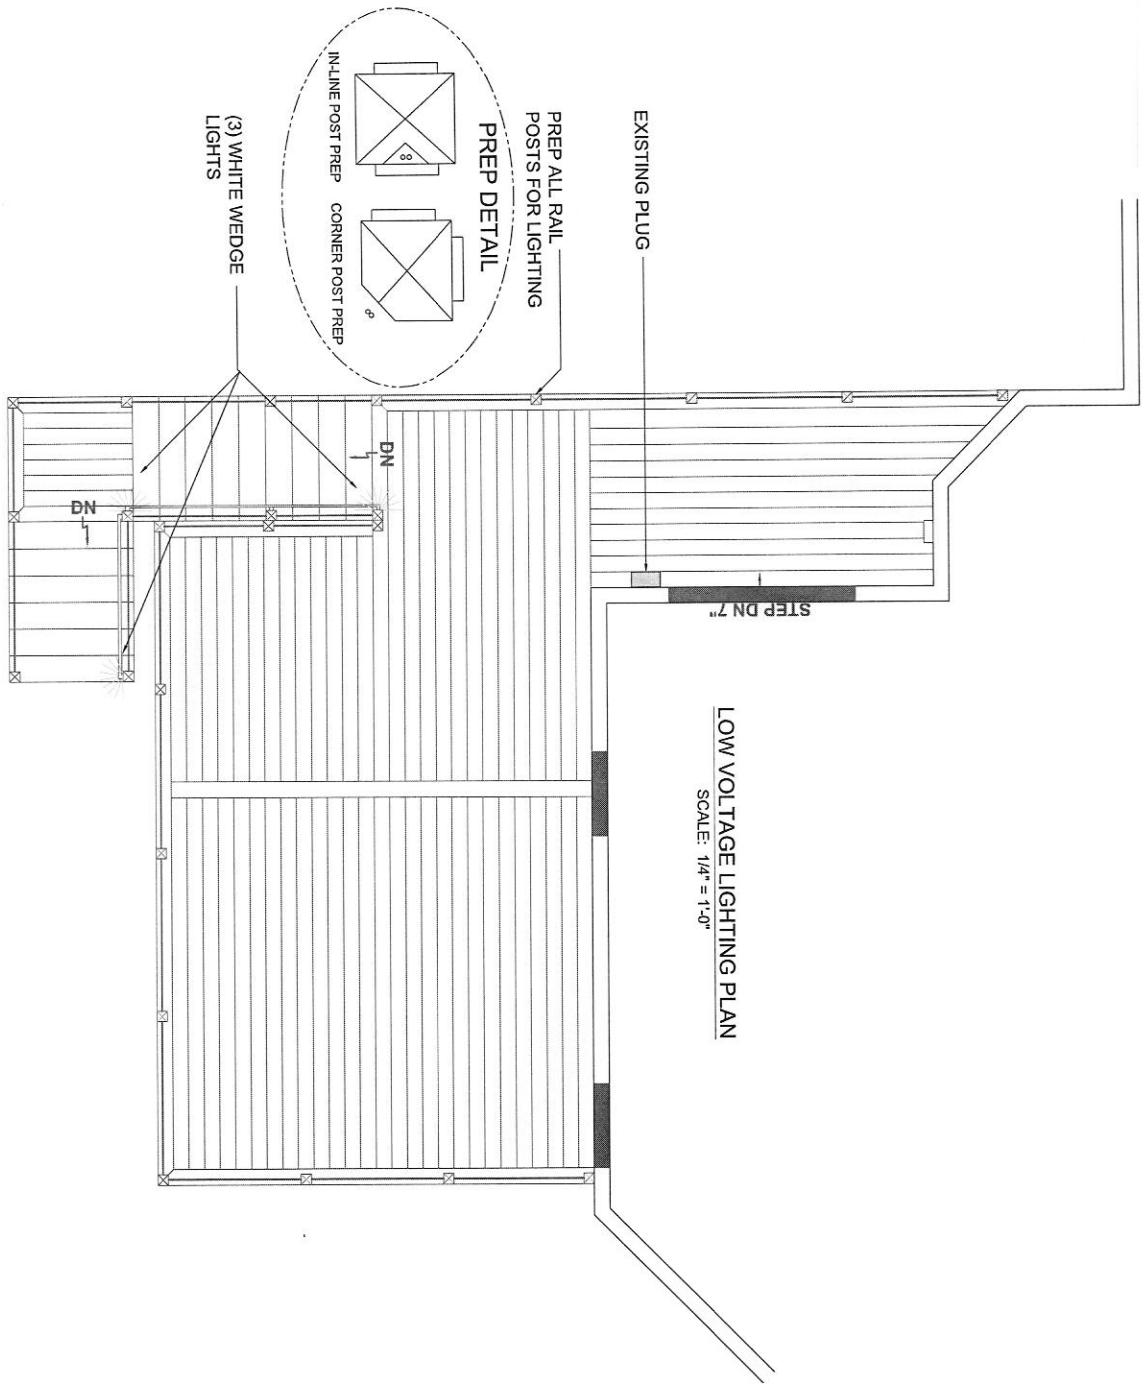 EXISTING PLUG
PREP ALL RAIL
POSTS FOR LIGHTING
PREP DETAIL
IN-LINE POST PREP
CORNER POST PREP
(3) WHITE WEDGE
LIGHTS
DN
DN
STEP DN 7"
LOW VOLTAGE LIGHTING PLAN
SCALE: 1/4" = 1'-0"